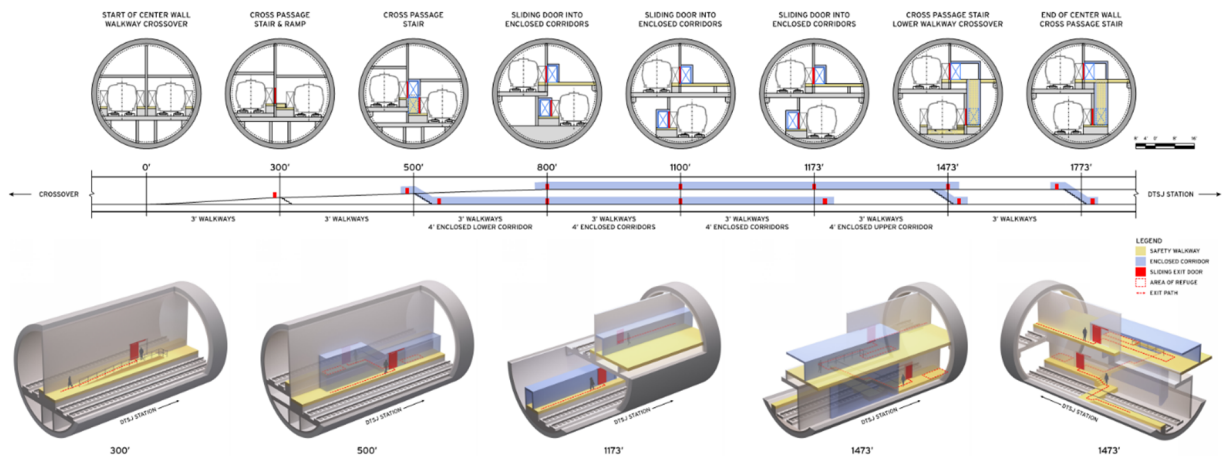 START OF CENTER WALL
WALKWAY CROSSOVER
CROSS PASSAGE
STAIR & RAMP
CROSS PASSAGE
STAIR
SLIDING DOOR INTO
ENCLOSED CORRIDORS
SLIDING DOOR INTO
ENCLOSED CORRIDORS
SLIDING DOOR INTO
ENCLOSED CORRIDORS
CROSS PASSAGE STAIR
LOWER WALKWAY CROSSOVER
END OF CENTER WALL
CROSS PASSAGE STAIR
0' 300' 500' 800' 1100' 1173' 1473' 1773'
CROSSOVER
DTSJ STATION
3' WALKWAYS
3' WALKWAYS
3' WALKWAYS
4' ENCLOSED LOWER CORRIDOR
3' WALKWAYS
4' ENCLOSED CORRIDORS
3' WALKWAYS
4' ENCLOSED CORRIDORS
3' WALKWAYS
4' ENCLOSED UPPER CORRIDOR
3' WALKWAYS
LEGEND
SAFETY WALKWAY
ENCLOSED CORRIDOR
SLIDING EXIT DOOR
AREA OF REFUGE
EXIT PATH
DTSJ STATION
DTSJ STATION
DTSJ STATION
DTSJ STATION
DTSJ STATION
300'
500'
1173'
1473'
1473'